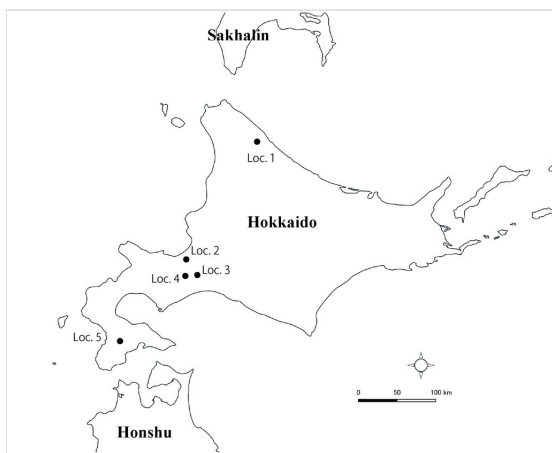 Sakhalin
Loc. 1
Hokkaido
Loc. 2
Loc. 4
Loc. 3
Loc. 5
Honshu
0 50 100 km